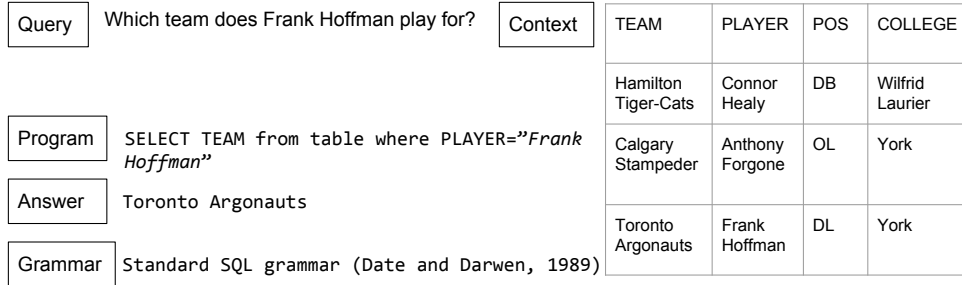 Query
Which team does Frank Hoffman play for?
Context
TEAM PLAYER POS COLLEGE
Hamilton Connor DB Wilfrid
Tiger-Cats Healy Laurier
Calgary Anthony OL York
Stampeder Forgone
Toronto Frank DL York
Argonauts Hoffman
Program
SELECT TEAM from table where PLAYER=”Frank
Hoffman”
Answer
Toronto Argonauts
Grammar
Standard SQL grammar (Date and Darwen, 1989)